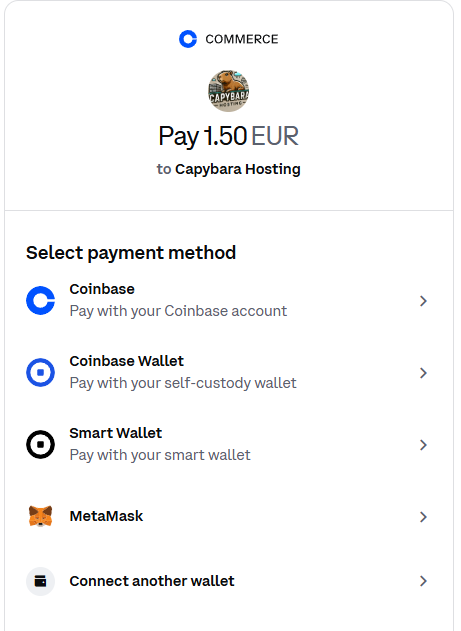 COMMERCE
CAPYBARA
HOSTING
Pay 1.50 EUR
to Capybara Hosting
Select payment method
Coinbase
Pay with your Coinbase account
Coinbase Wallet
Pay with your self-custody wallet
Smart Wallet
Pay with your smart wallet
MetaMask
Connect another wallet